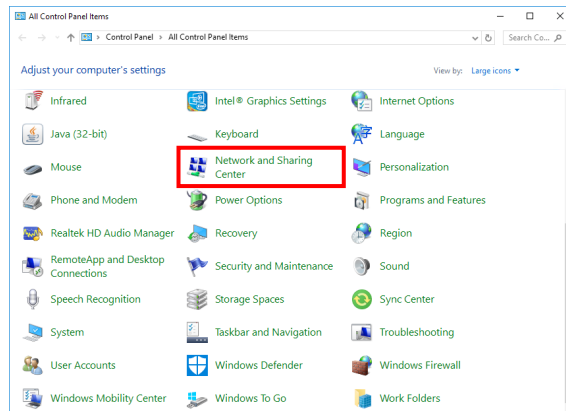 All Control Panel Items
Control Panel > All Control Panel Items
Search Co...
Adjust your computer's settings
View by: Large icons
Infrared
Intel® Graphics Settings
Internet Options
Java (32-bit)
Keyboard
Language
Mouse
Network and Sharing
Center
Personalization
Phone and Modem
Power Options
Programs and Features
Realtek HD Audio Manager
Recovery
Region
RemoteApp and Desktop
Connections
Security and Maintenance
Sound
Speech Recognition
Storage Spaces
Sync Center
System
Taskbar and Navigation
Troubleshooting
User Accounts
Windows Defender
Windows Firewall
Windows Mobility Center
Windows To Go
Work Folders